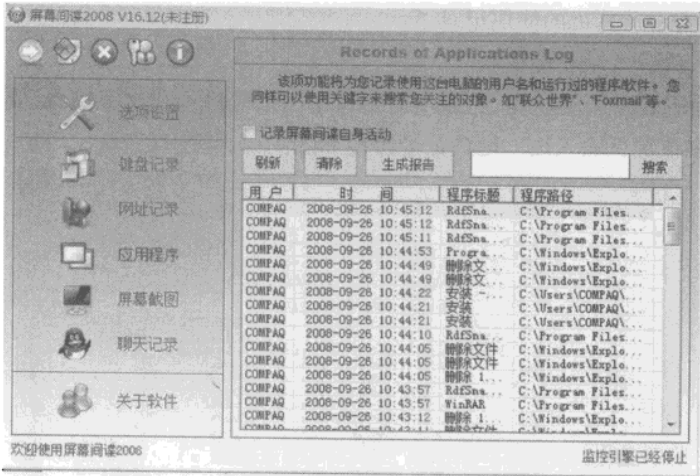 屏幕间谍2008 V16.12(未注册)
Records of Applications Log
该项功能将为您记录使用这台电脑的用户名和运行过的程序/软件。您
同样可以使用关键字来搜索您关注的对象。如"联众世界"、"Foxmail"等。
记录屏幕间谍自身活动
刷新 清除 生成报告 搜索
选项设置
键盘记录
网址记录
应用程序
屏幕截图
聊天记录
关于软件
用 户 时 间 程序标题 程序路径
COMPAQ 2008-09-26 10:45:12 RdfSna... C:\Program Files...
COMPAQ 2008-09-26 10:45:12 RdfSna... C:\Program Files...
COMPAQ 2008-09-26 10:45:11 RdfSna... C:\Program Files...
COMPAQ 2008-09-26 10:44:53 Progra... C:\Windows\Explo...
COMPAQ 2008-09-26 10:44:49 删除文... C:\Windows\Explo...
COMPAQ 2008-09-26 10:44:49 删除文... C:\Windows\Explo...
COMPAQ 2008-09-26 10:44:22 安装 -... C:\Users\COMPAQ\...
COMPAQ 2008-09-26 10:44:21 安装 C:\Users\COMPAQ\...
COMPAQ 2008-09-26 10:44:21 安装 C:\Users\COMPAQ\...
COMPAQ 2008-09-26 10:44:10 RdfSna... C:\Program Files...
COMPAQ 2008-09-26 10:44:05 删除文件 C:\Windows\Explo...
COMPAQ 2008-09-26 10:44:05 删除文件 C:\Windows\Explo...
COMPAQ 2008-09-26 10:44:05 删除 1... C:\Windows\Explo...
COMPAQ 2008-09-26 10:43:57 RdfSna... C:\Program Files...
COMPAQ 2008-09-26 10:43:57 WinRAR C:\Program Files...
COMPAQ 2008-09-26 10:43:12 删除 1... C:\Windows\Explo...
欢迎使用屏幕间谍2008
监控引擎已经停止